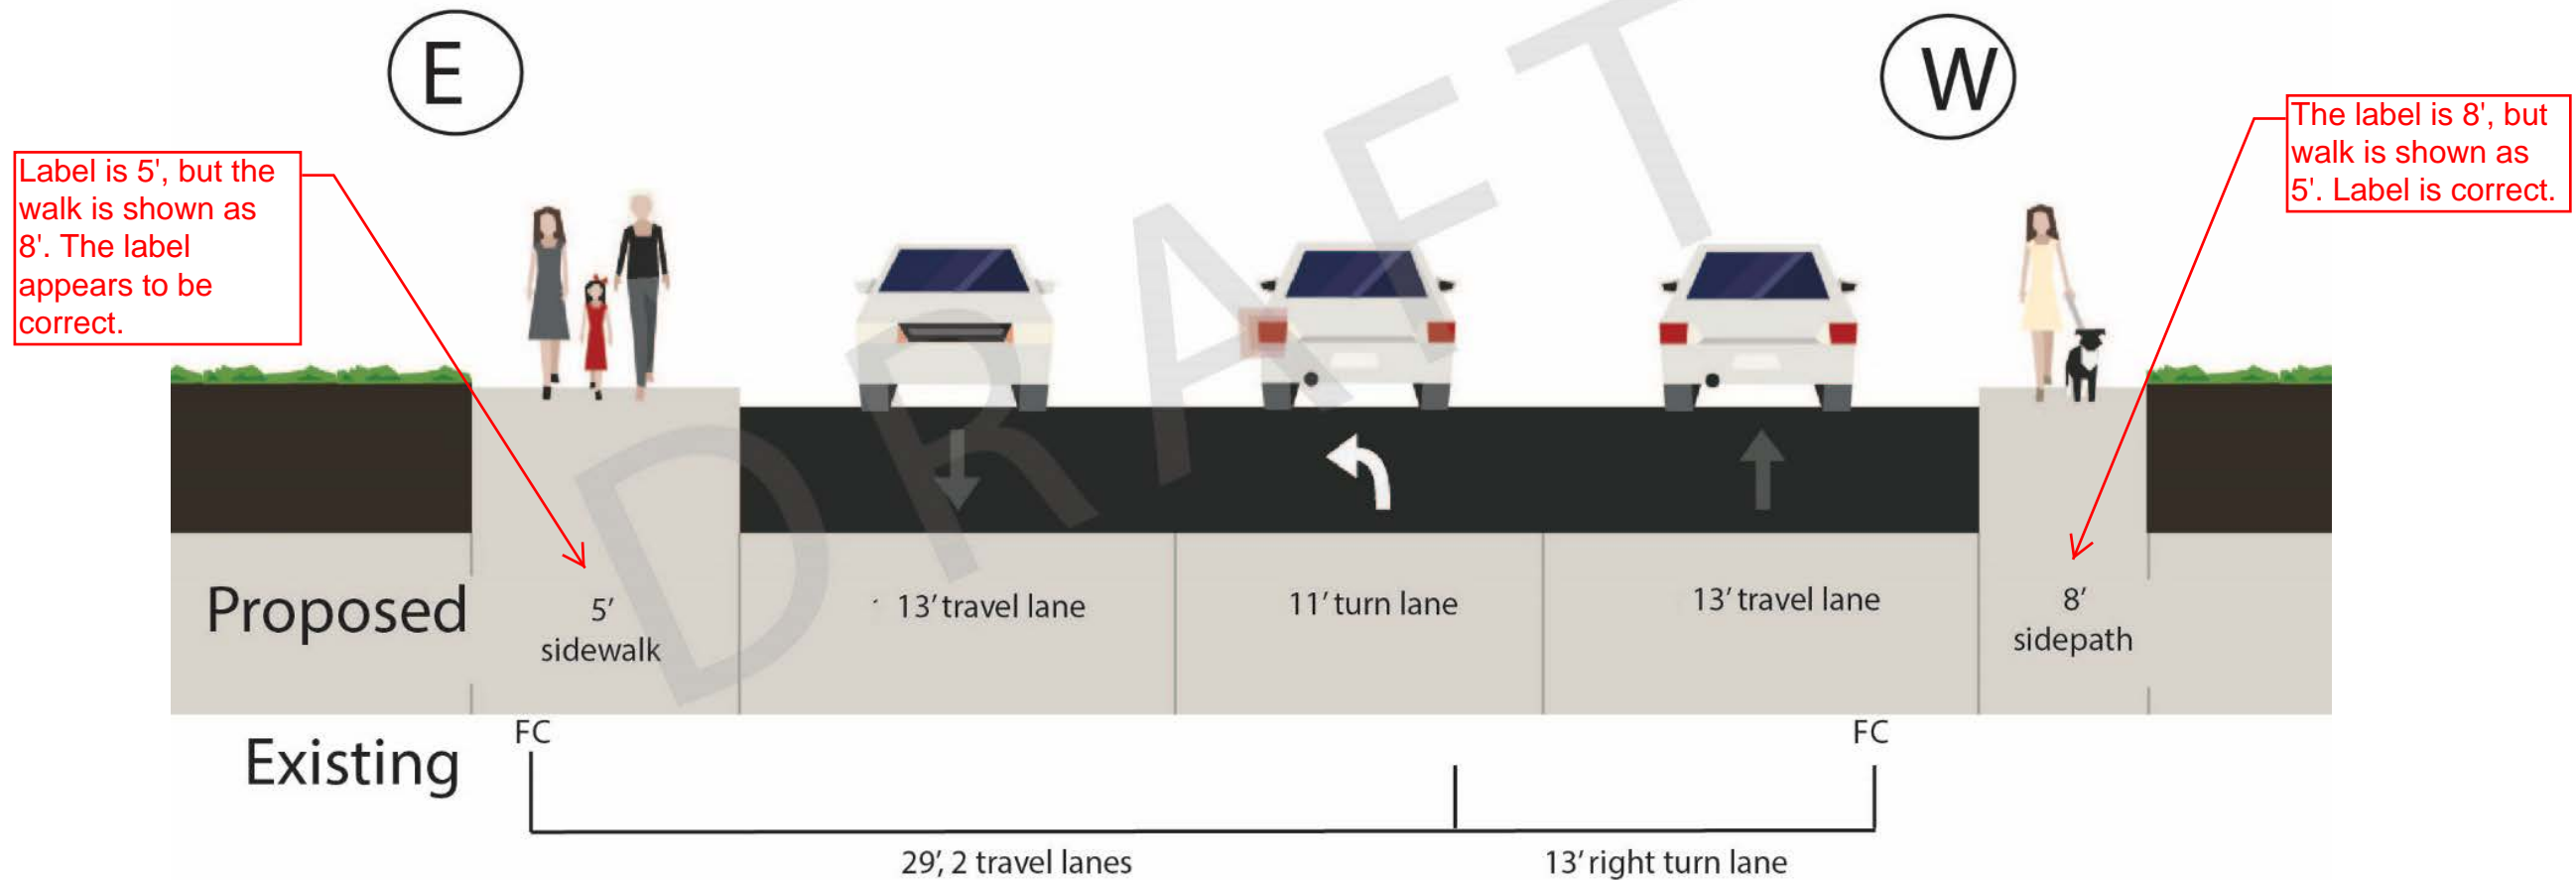 E
W
Label is 5', but the
walk is shown as
8'. The label
appears to be
correct.
The label is 8', but
walk is shown as
5'. Label is correct.
DRAFT
Proposed
5'
sidewalk
13' travel lane
11' turn lane
13' travel lane
8'
sidepath
Existing
FC
FC
29', 2 travel lanes
13' right turn lane